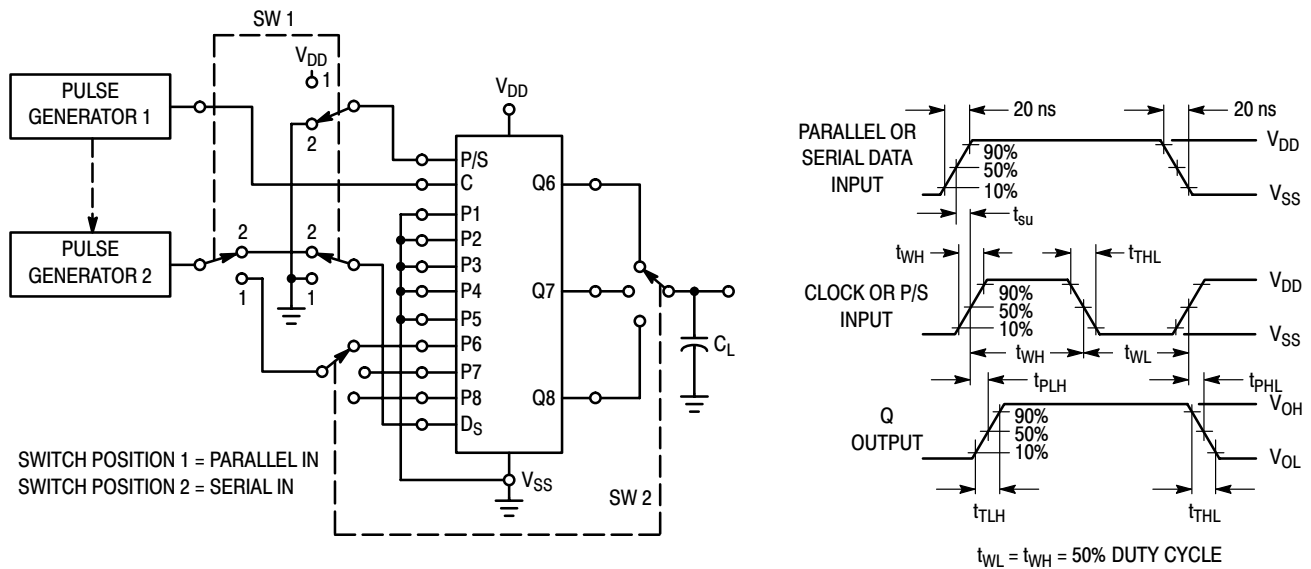 SW 1
V_DD
1
2
PULSE
GENERATOR 1
PULSE
GENERATOR 2
2
1
2
1
V_DD
P/S
C
P1
P2
P3
P4
P5
P6
P7
P8
D_S
Q6
Q7
Q8
V_SS
C_L
SW 2
SWITCH POSITION 1 = PARALLEL IN
SWITCH POSITION 2 = SERIAL IN
20 ns
20 ns
PARALLEL OR
SERIAL DATA
INPUT
90%
50%
10%
V_DD
V_SS
t_su
t_WH
t_THL
CLOCK OR P/S
INPUT
90%
50%
10%
V_DD
V_SS
t_WH
t_WL
t_PLH
t_PHL
Q
OUTPUT
90%
50%
10%
V_OH
V_OL
t_TLH
t_THL
t_WL = t_WH = 50% DUTY CYCLE